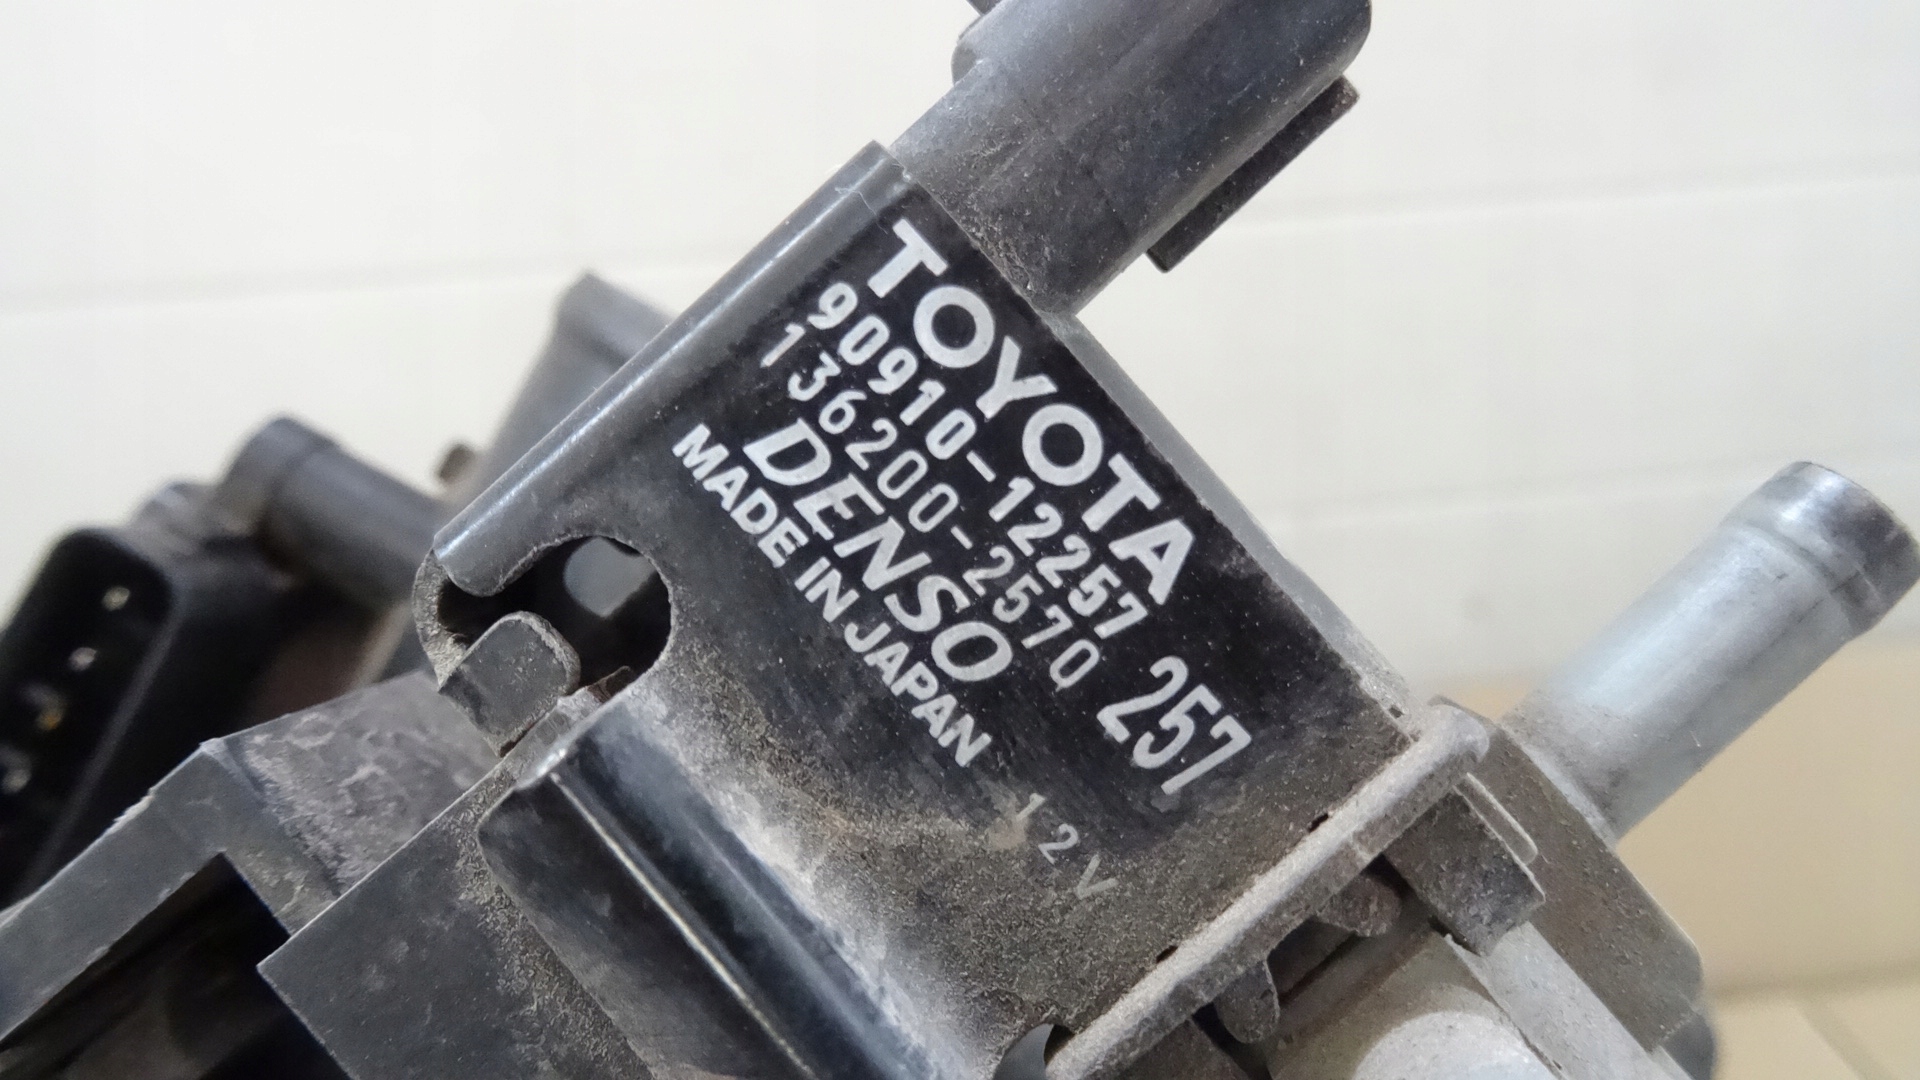 TOYOTA
90910-12257
136200-2570 257
DENSO
MADE IN JAPAN
12V